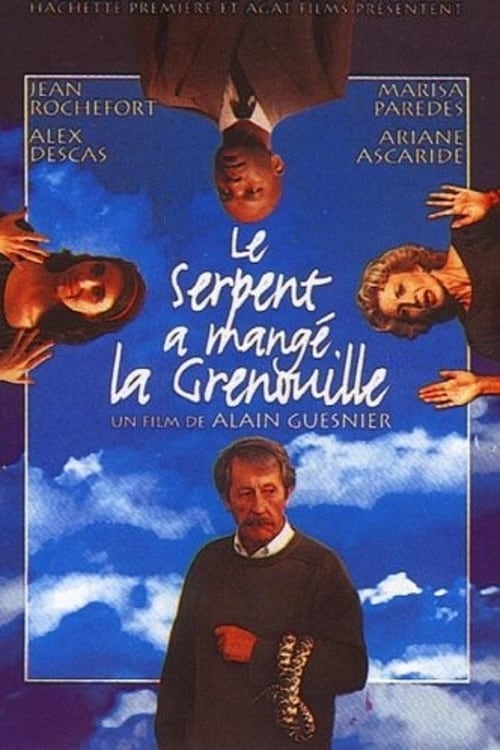 HACHETTE PREMIÈRE ET AGAT FILMS PRÉSENTENT
JEAN
ROCHEFORT
MARISA
PAREDES
ALEX
DESCAS
ARIANE
ASCARIDE
Le
Serpent
a mangé
la Grenouille
UN FILM DE ALAIN GUESNIER